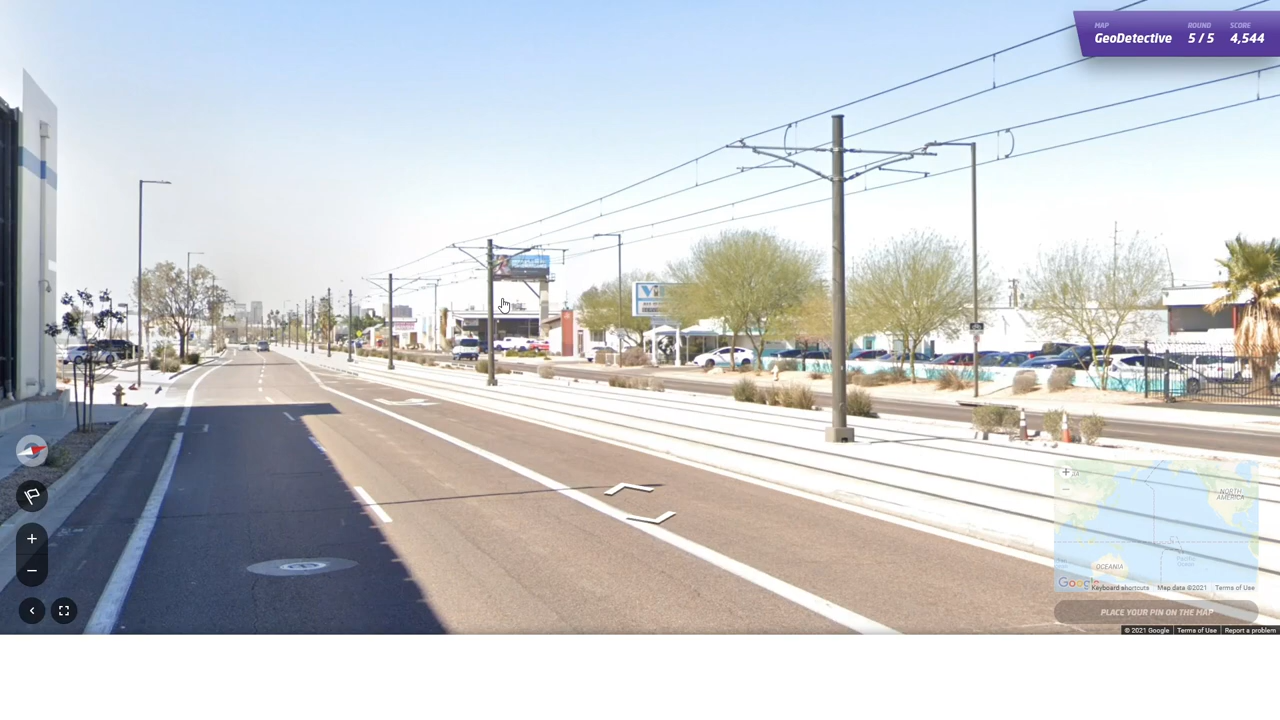 MAP
GeoDetective
ROUND
5 / 5
SCORE
4,544
NORTH
AMERICA
OCEANIA
Google
Keyboard shortcuts
Map data ©2021
Terms of Use
PLACE YOUR PIN ON THE MAP
© 2021 Google
Terms of Use
Report a problem